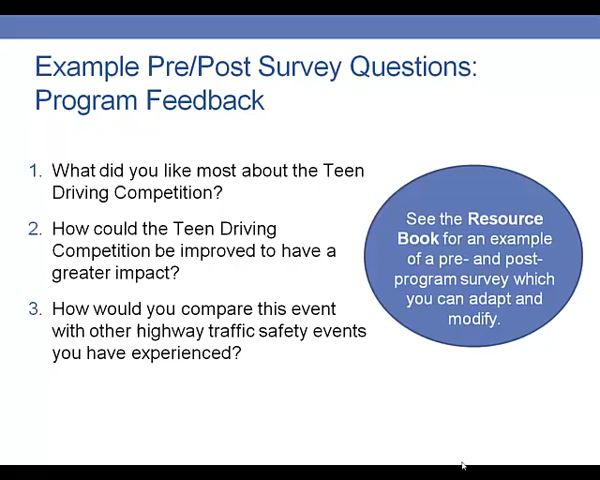 Example Pre/Post Survey Questions:
Program Feedback
1. What did you like most about the Teen
Driving Competition?
2. How could the Teen Driving
Competition be improved to have a
greater impact?
3. How would you compare this event
with other highway traffic safety events
you have experienced?
See the Resource
Book for an example
of a pre- and post-
program survey which
you can adapt and
modify.